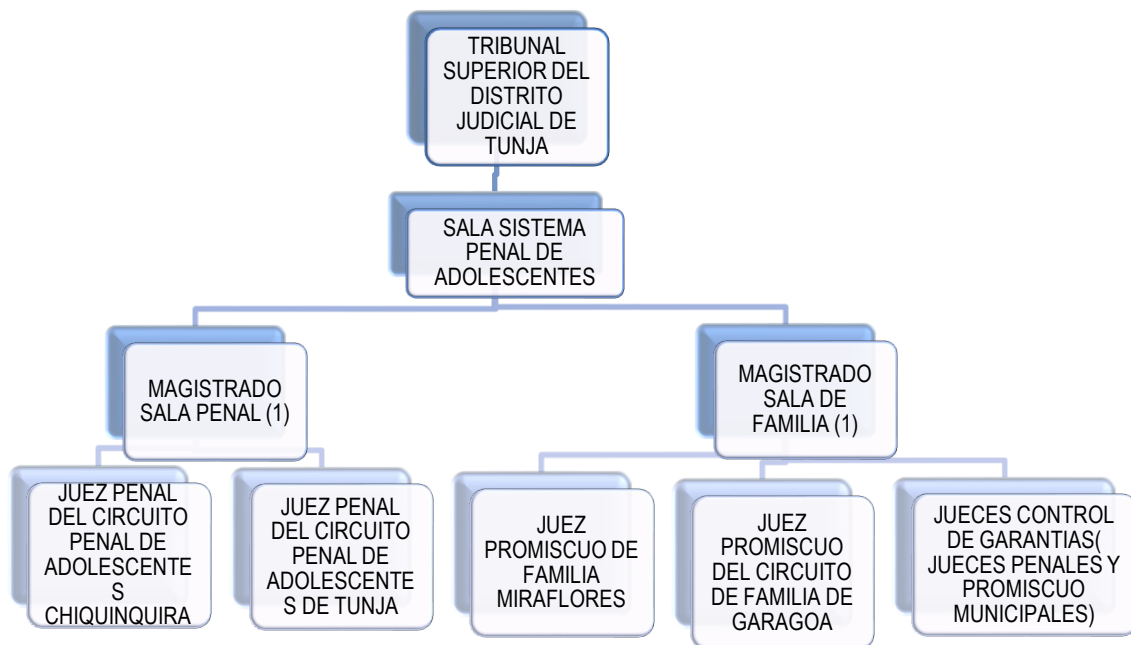 TRIBUNAL
SUPERIOR DEL
DISTRITO
JUDICIAL DE
TUNJA
SALA SISTEMA
PENAL DE
ADOLESCENTES
MAGISTRADO
SALA PENAL (1)
MAGISTRADO
SALA DE
FAMILIA (1)
JUEZ PENAL
DEL CIRCUITO
PENAL DE
ADOLESCENTE
S
CHIQUINQUIRA
JUEZ PENAL
DEL CIRCUITO
PENAL DE
ADOLESCENTE
S DE TUNJA
JUEZ
PROMISCUO DE
FAMILIA
MIRAFLORES
JUEZ
PROMISCUO
DEL CIRCUITO
DE FAMILIA DE
GARAGOA
JUECES CONTROL
DE GARANTIAS(
JUECES PENALES Y
PROMISCUO
MUNICIPALES)